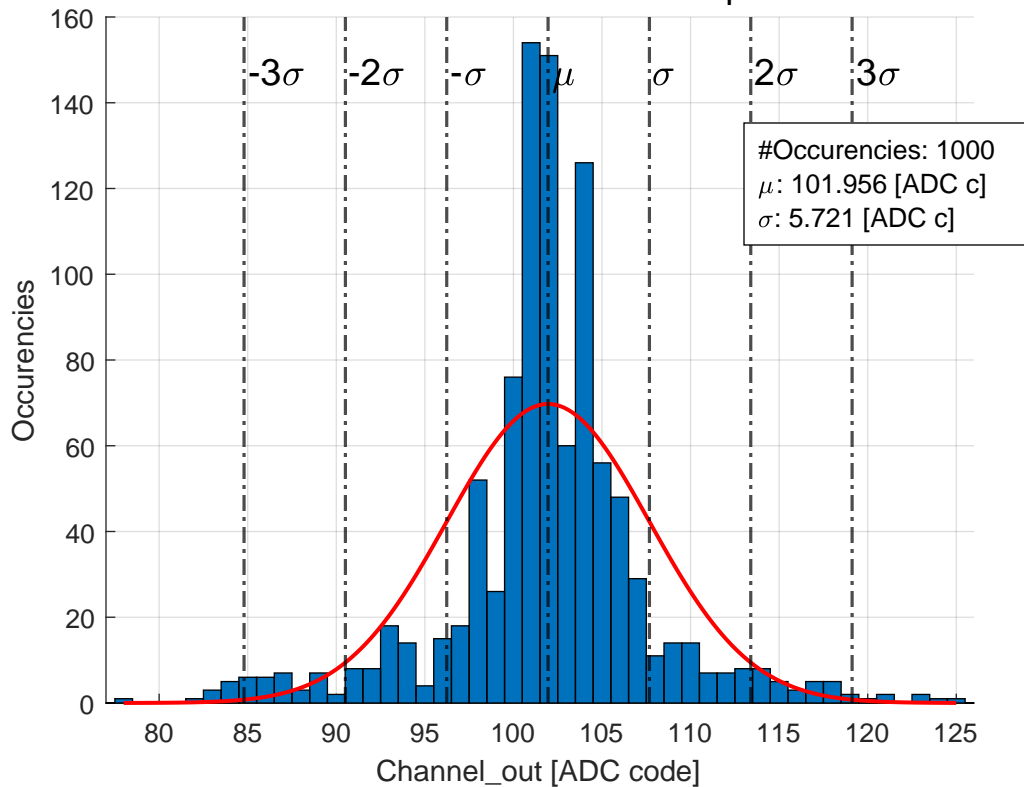 160
140
120
100
80
60
40
20
0
Occurencies
-3σ
-2σ
-σ
μ
σ
2σ
3σ
#Occurencies: 1000
μ: 101.956 [ADC c]
σ: 5.721 [ADC c]
80 85 90 95 100 105 110 115 120 125
Channel_out [ADC code]